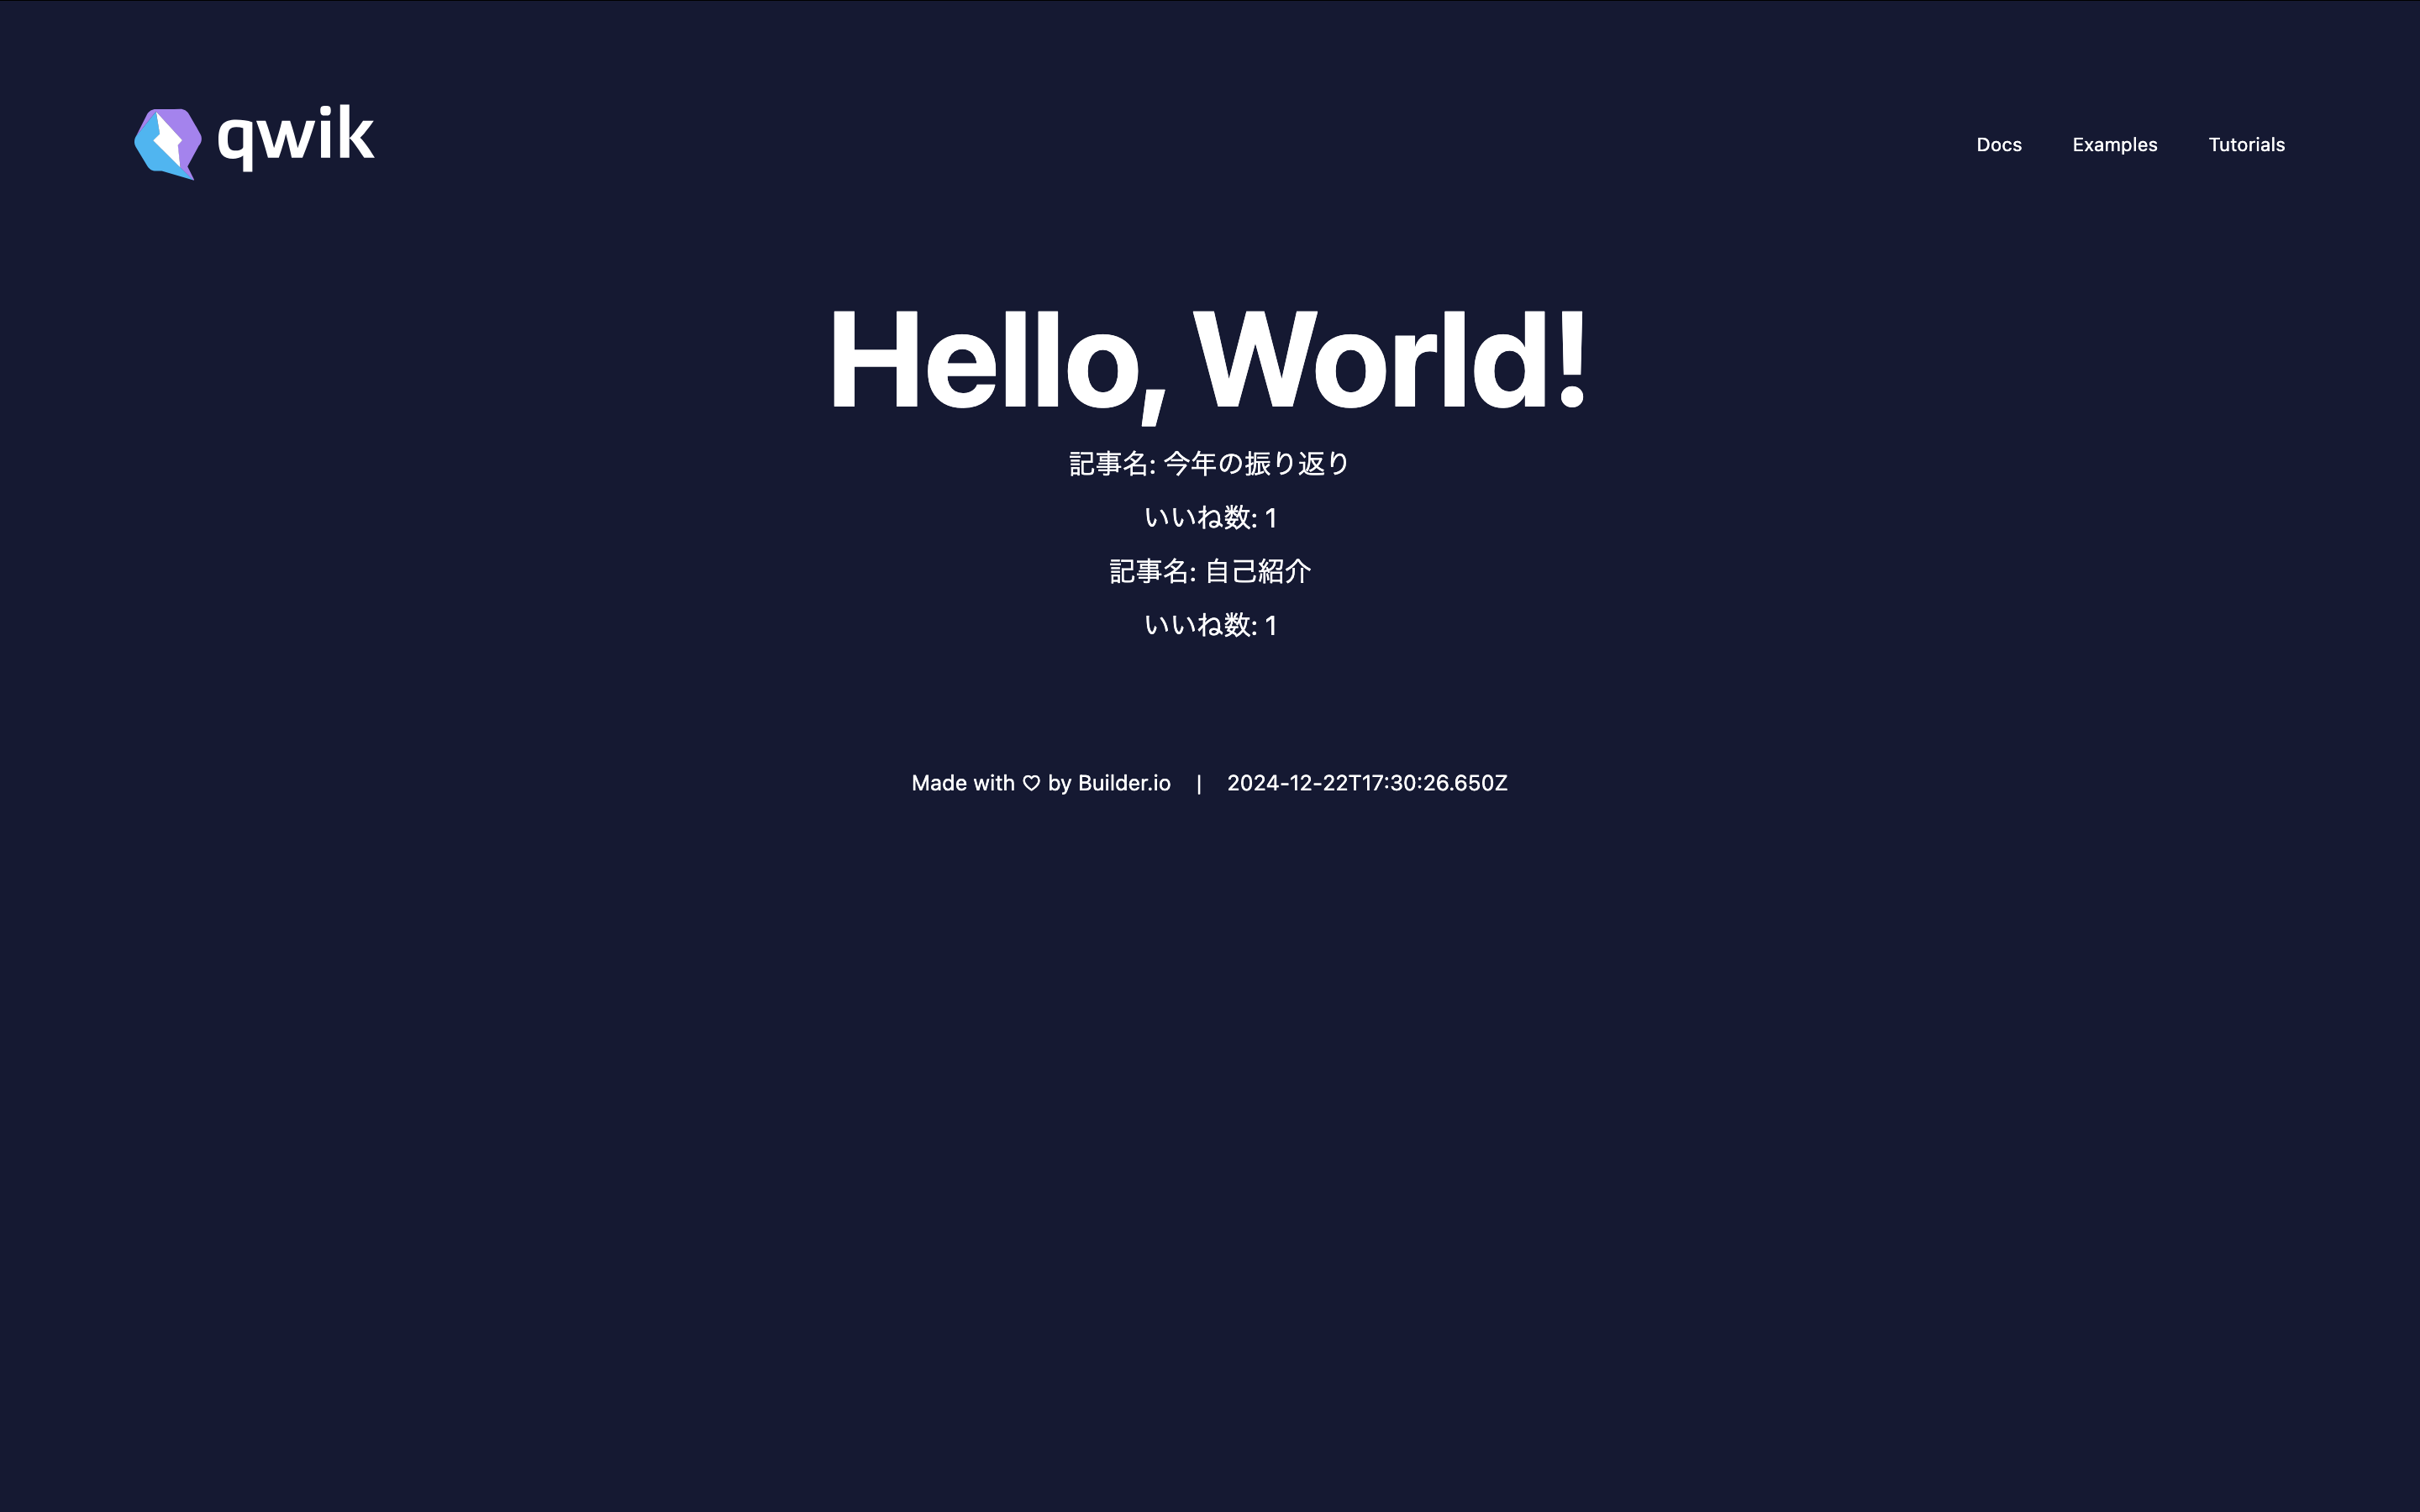 qwik
Docs Examples Tutorials
Hello, World!
記事名: 今年の振り返り
いいね数: 1
記事名: 自己紹介
いいね数: 1
Made with ♡ by Builder.io | 2024-12-22T17:30:26.650Z